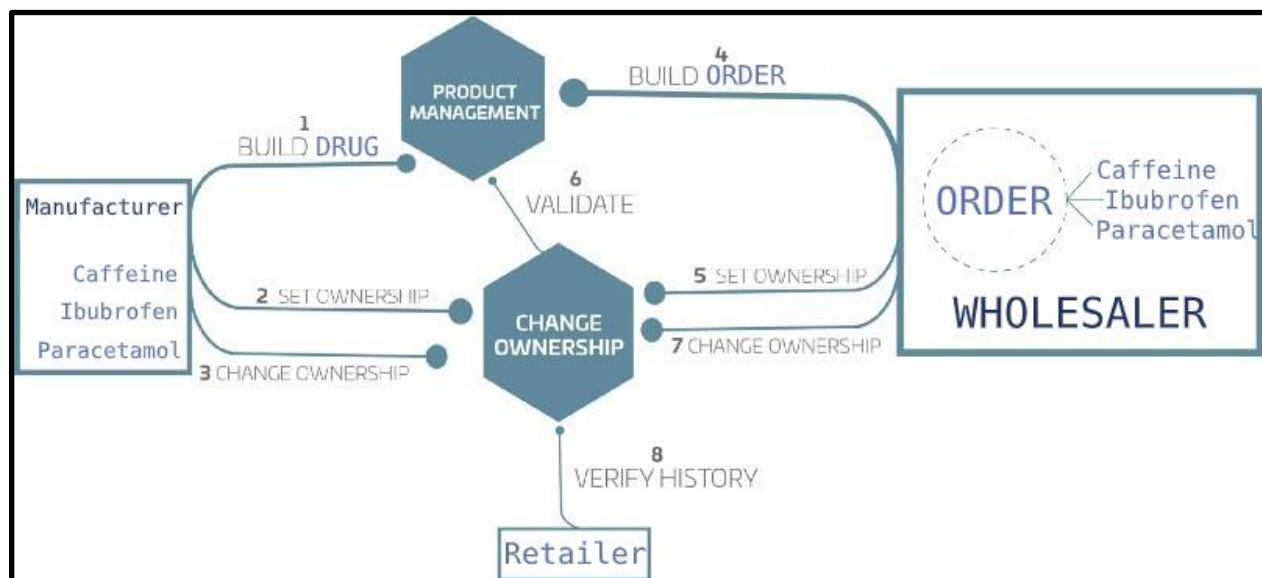 PRODUCT
MANAGEMENT
4
BUILD ORDER
1
BUILD DRUG
6
VALIDATE
Manufacturer
Caffeine
Ibubrofen
Paracetamol
2 SET OWNERSHIP
3 CHANGE OWNERSHIP
CHANGE
OWNERSHIP
5 SET OWNERSHIP
7 CHANGE OWNERSHIP
ORDER
Caffeine
Ibubrofen
Paracetamol
WHOLESALER
8
VERIFY HISTORY
Retailer